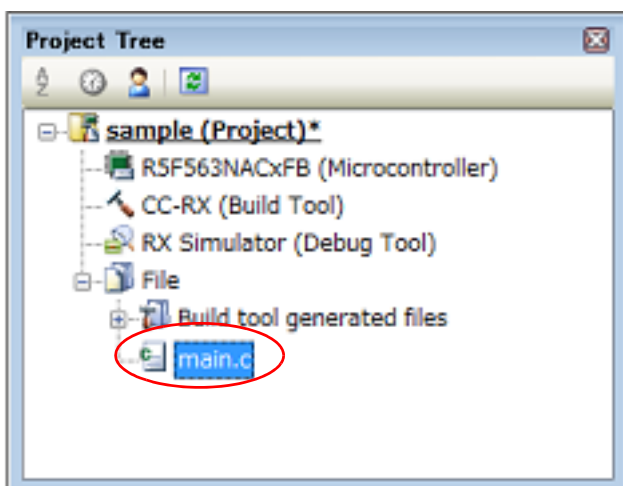 Project Tree
sample (Project)*
R5F563NACxFB (Microcontroller)
CC-RX (Build Tool)
RX Simulator (Debug Tool)
File
Build tool generated files
main.c